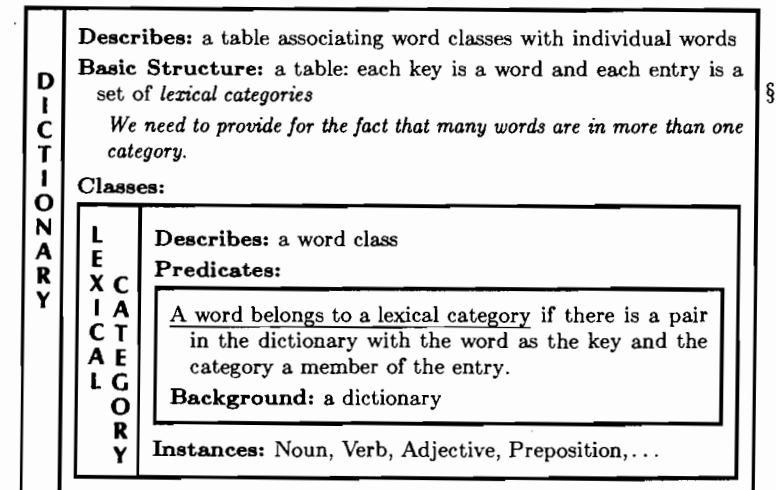 DICTIONARY
Describes: a table associating word classes with individual words
Basic Structure: a table: each key is a word and each entry is a
set of lexical categories
§
We need to provide for the fact that many words are in more than one
category.
Classes:
LEXICAL
CATEGORY
Describes: a word class
Predicates:
A word belongs to a lexical category if there is a pair
in the dictionary with the word as the key and the
category a member of the entry.
Background: a dictionary
Instances: Noun, Verb, Adjective, Preposition,...